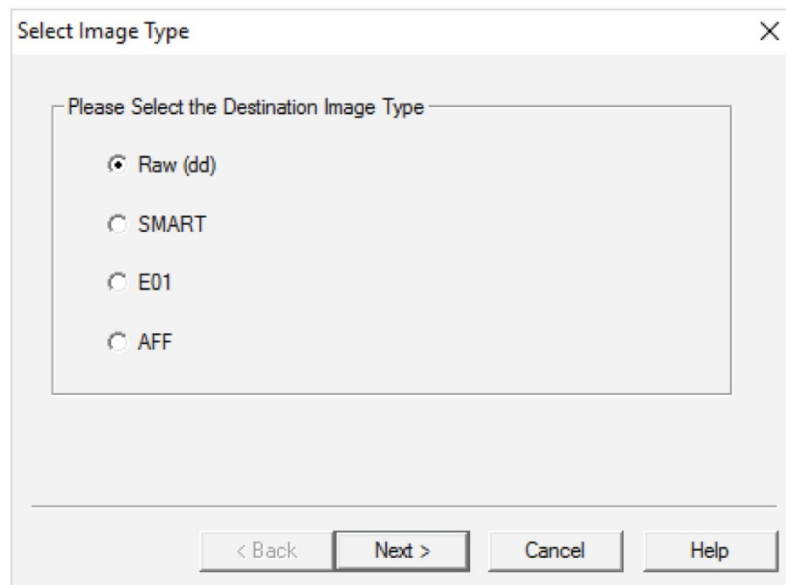 Select Image Type
Please Select the Destination Image Type
Raw (dd)
SMART
E01
AFF
< Back Next > Cancel Help